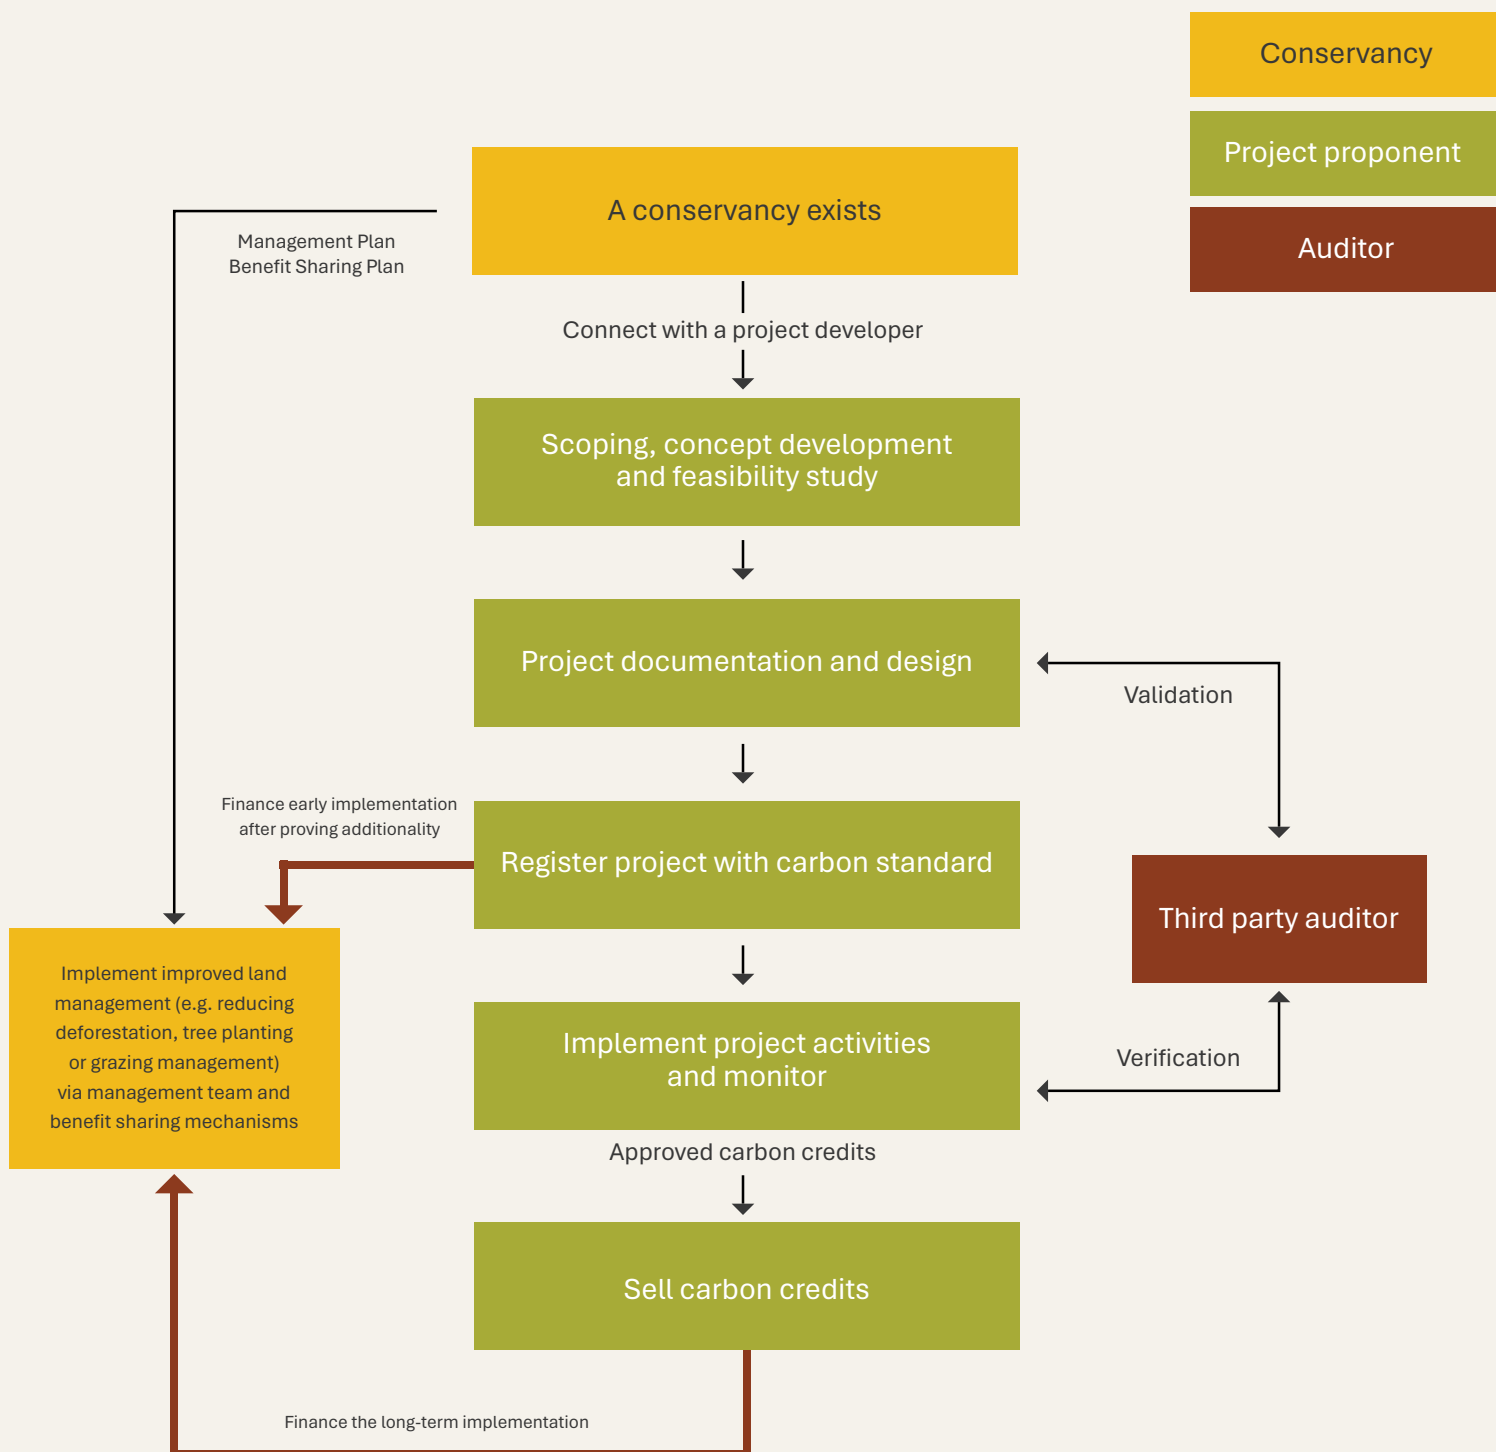 Conservancy
Project proponent
Auditor
A conservancy exists
Management Plan
Benefit Sharing Plan
Connect with a project developer
Scoping, concept development
and feasibility study
Project documentation and design
Validation
Finance early implementation
after proving additionality
Register project with carbon standard
Third party auditor
Implement improved land
management (e.g. reducing
deforestation, tree planting
or grazing management)
via management team and
benefit sharing mechanisms
Implement project activities
and monitor
Verification
Approved carbon credits
Sell carbon credits
Finance the long-term implementation